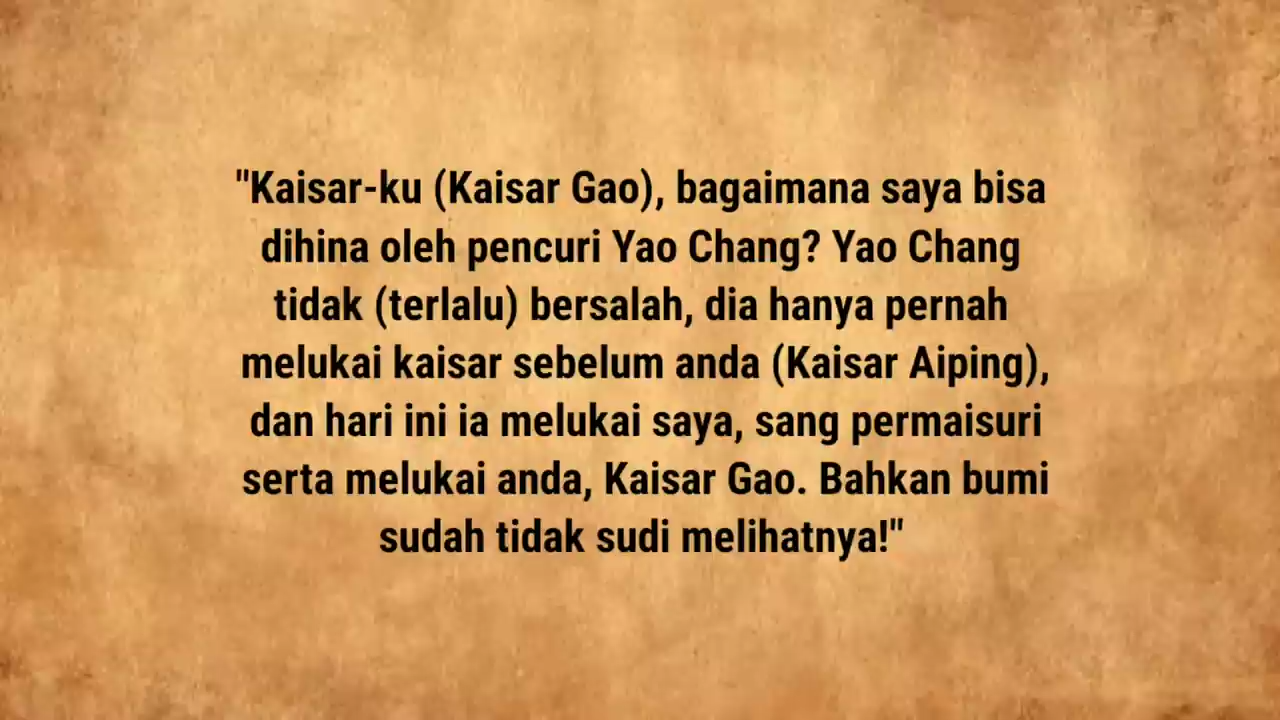 "Kaisar-ku (Kaisar Gao), bagaimana saya bisa
dihina oleh pencuri Yao Chang? Yao Chang
tidak (terlalu) bersalah, dia hanya pernah
melukai kaisar sebelum anda (Kaisar Aiping),
dan hari ini ia melukai saya, sang permaisuri
serta melukai anda, Kaisar Gao. Bahkan bumi
sudah tidak sudi melihatnya!"